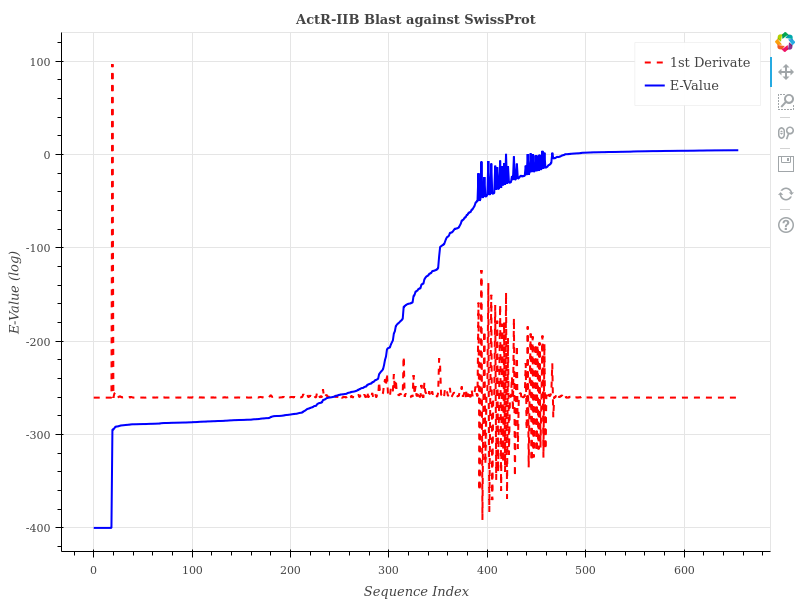 ActR-IIB Blast against SwissProt
1st Derivate
E-Value
100
0
-100
-200
-300
-400
E-Value (log)
0
100
200
300
400
500
600
Sequence Index